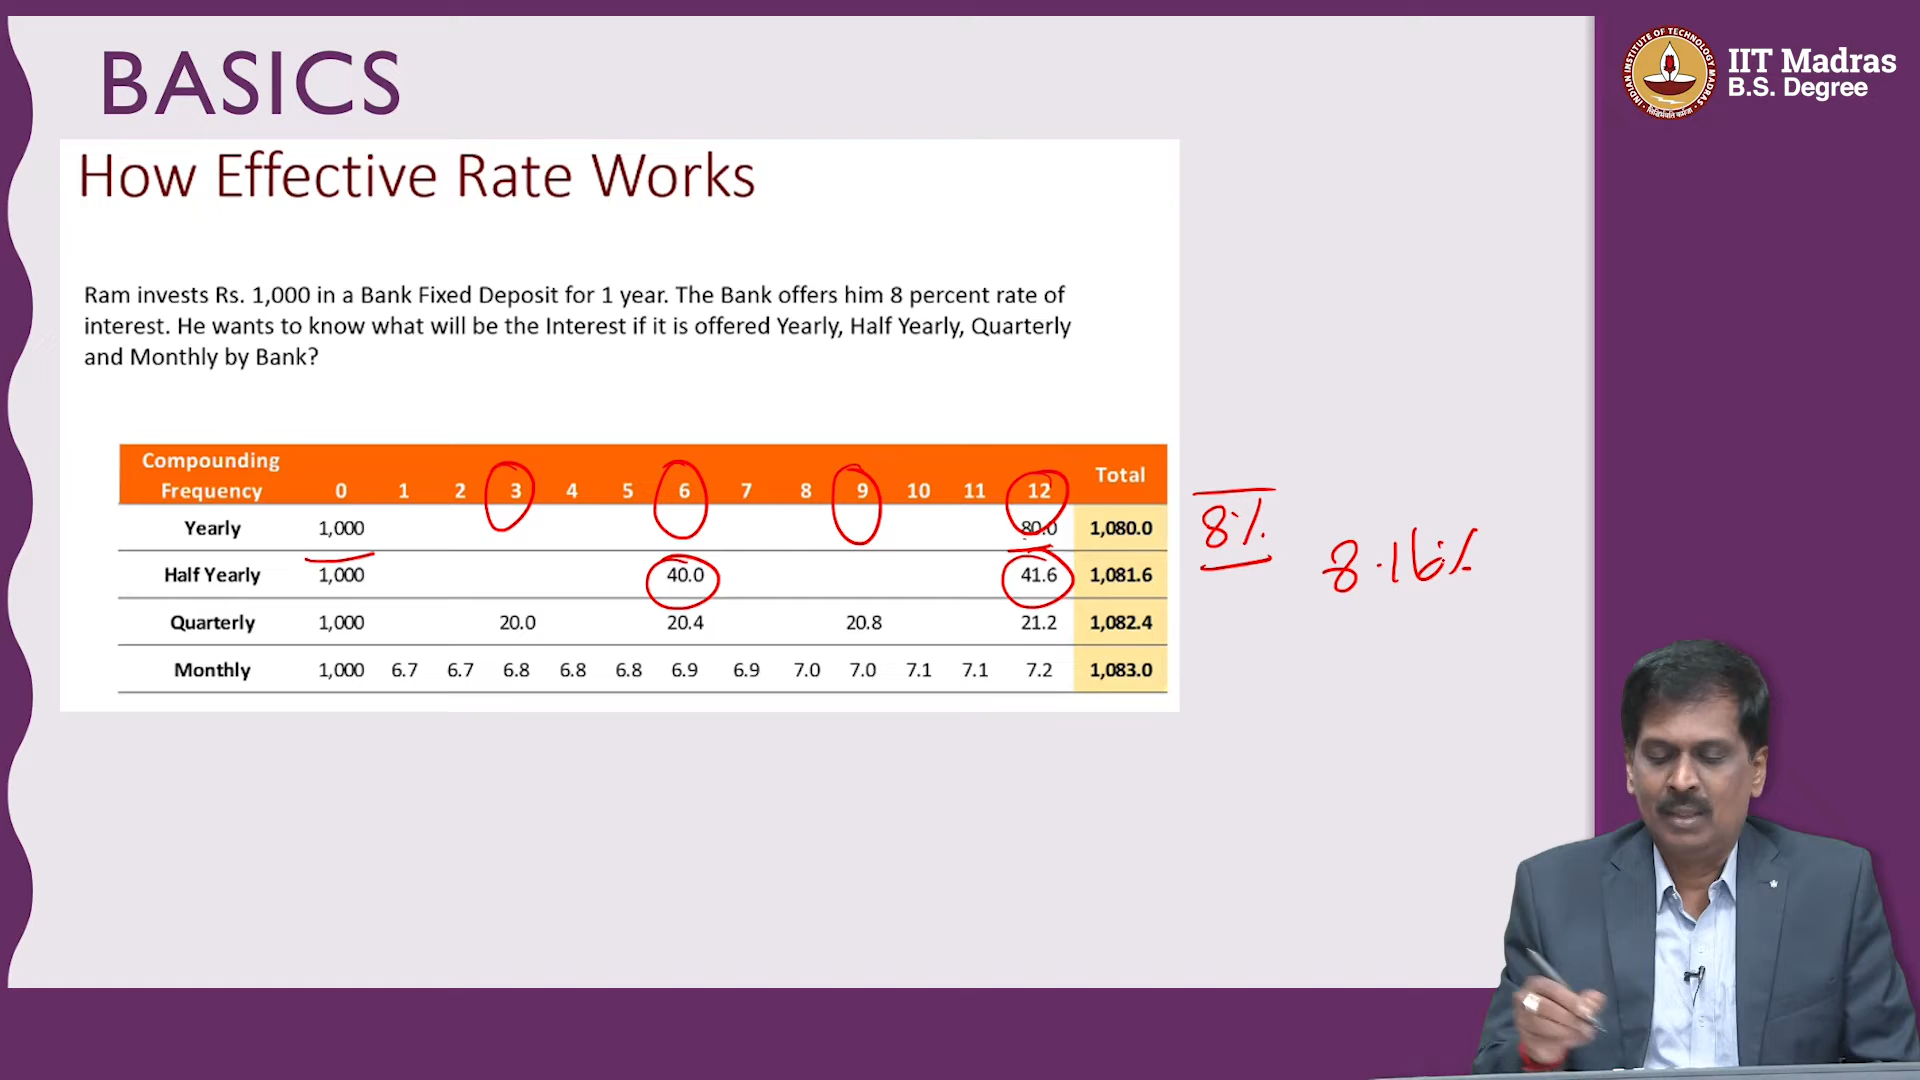 BASICS
IIT Madras
B.S. Degree
INDIAN INSTITUTE OF TECHNOLOGY MADRAS
How Effective Rate Works
Ram invests Rs. 1,000 in a Bank Fixed Deposit for 1 year. The Bank offers him 8 percent rate of
interest. He wants to know what will be the Interest if it is offered Yearly, Half Yearly, Quarterly
and Monthly by Bank?
Compounding Frequency 0 1 2 3 4 5 6 7 8 9 10 11 12 Total
Yearly 1,000 80.0 1,080.0
Half Yearly 1,000 40.0 41.6 1,081.6
Quarterly 1,000 20.0 20.4 20.8 21.2 1,082.4
Monthly 1,000 6.7 6.7 6.8 6.8 6.8 6.9 6.9 7.0 7.0 7.1 7.1 7.2 1,083.0
8%
8.16%